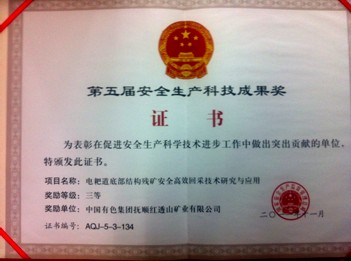 第五届安全生产科技成果奖
证书
为表彰在促进安全生产科学技术进步工作中做出突出贡献的单位、
特颁发此证书。
项目名称：电耙道底部结构残矿安全高效回采技术研究与应用
奖励等级：三等
奖励单位：中国有色集团抚顺红透山矿业有限公司
证书编号：AQJ-5-3-134